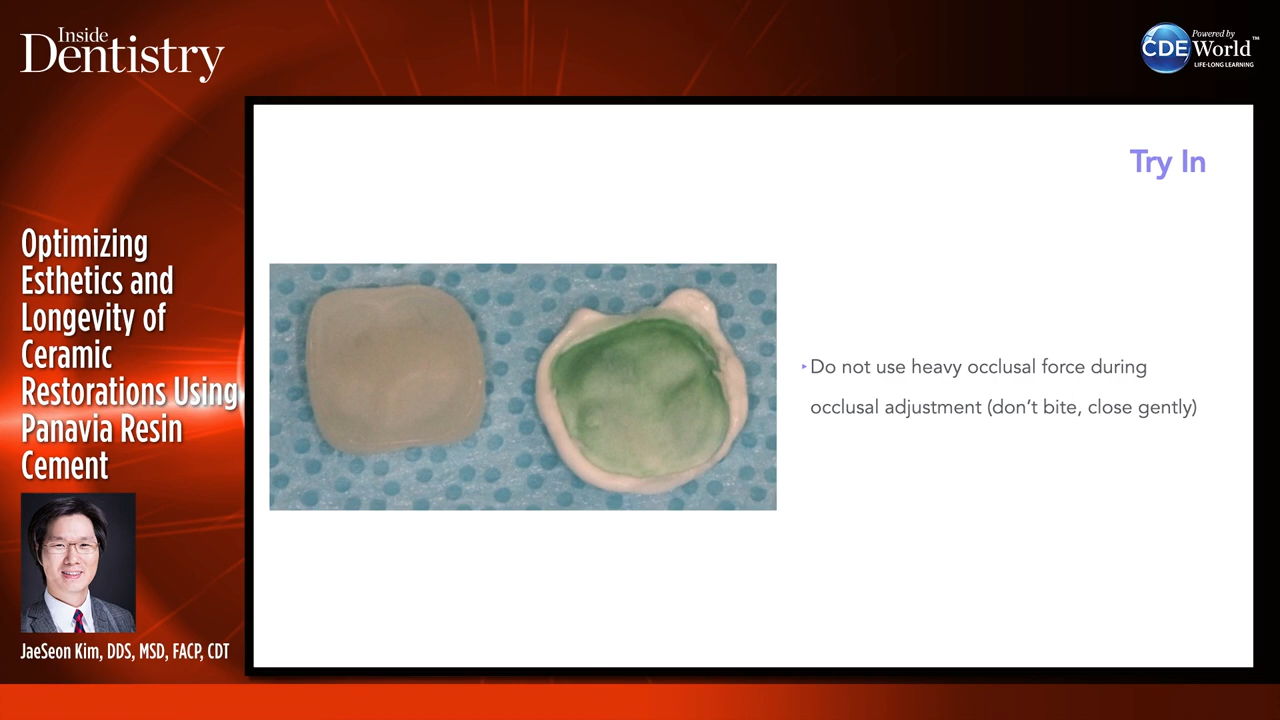 Inside
Dentistry
Powered by
CDEWorld™
LIFE-LONG LEARNING
Try In
Optimizing
Esthetics and
Longevity of
Ceramic
Restorations Using
Panavia Resin
Cement
‣Do not use heavy occlusal force during
occlusal adjustment (don’t bite, close gently)
JaeSeon Kim, DDS, MSD, FACP, CDT